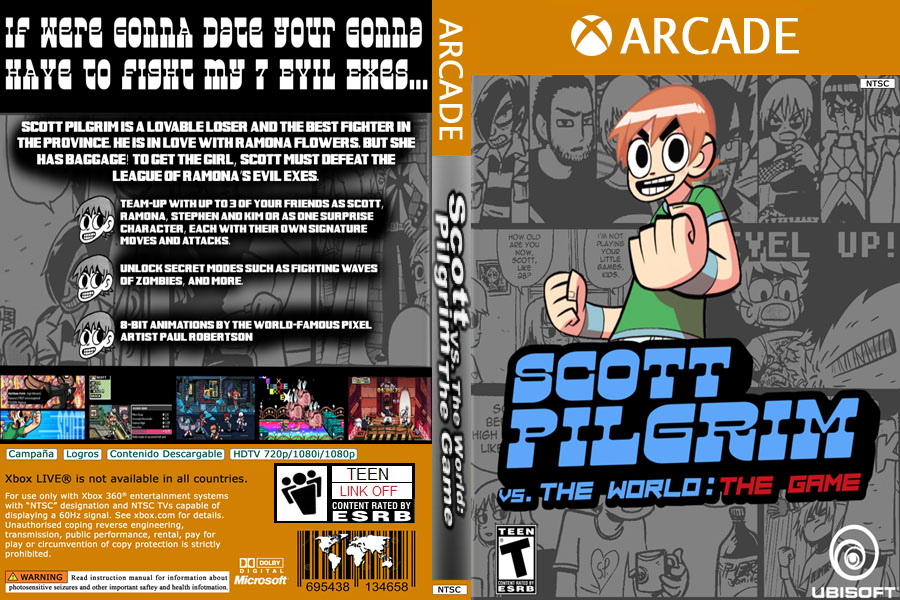 IF WERE GONNA DATE YOUR GONNA
HAVE TO FIGHT MY 7 EVIL EXES...
SCOTT PILGRIM IS A LOVABLE LOSER AND THE BEST FIGHTER IN
THE PROVINCE. HE IS IN LOVE WITH RAMONA FLOWERS. BUT SHE
HAS BAGGAGE! TO GET THE GIRL, SCOTT MUST DEFEAT THE
LEAGUE OF RAMONA'S EVIL EXES.
TEAM-UP WITH UP TO 3 OF YOUR FRIENDS AS SCOTT,
RAMONA, STEPHEN AND KIM OR AS ONE SURPRISE
CHARACTER, EACH WITH THEIR OWN SIGNATURE
MOVES AND ATTACKS.
UNLOCK SECRET MODES SUCH AS FIGHTING WAVES
OF ZOMBIES, AND MORE.
8-BIT ANIMATIONS BY THE WORLD-FAMOUS PIXEL
ARTIST PAUL ROBERTSON
Campaña Logros Contenido Descargable HDTV 720p/1080i/1080p
Xbox LIVE® is not available in all countries.
For use only with Xbox 360® entertainment systems
with "NTSC" designation and NTSC TVs capable of
displaying a 60Hz signal. See xbox.com for details.
Unauthorised coping reverse engineering,
transmission, public performance, rental, pay for
play or circumvention of copy protection is strictly
prohibited.
WARNING Read instruction manual for information about
photosensitive seizures and other important saftey and health infotmation.
DOLBY
DIGITAL
Microsoft
TEEN
LINK OFF
CONTENT RATED BY
ESRB
695438 134658
ARCADE
Scott vs. The World:
Pilgrim The Game
NTSC
ARCADE
NTSC
HOW OLD
ARE YOU
NOW,
SCOTT,
LIKE
28?
I'M NOT
PLAYING
YOUR
LITTLE
GAMES,
KIDS.
VEL UP!
SCOTT
PILGRIM
VS. THE WORLD: THE GAME
TEEN
T
CONTENT RATED BY
ESRB
UBISOFT